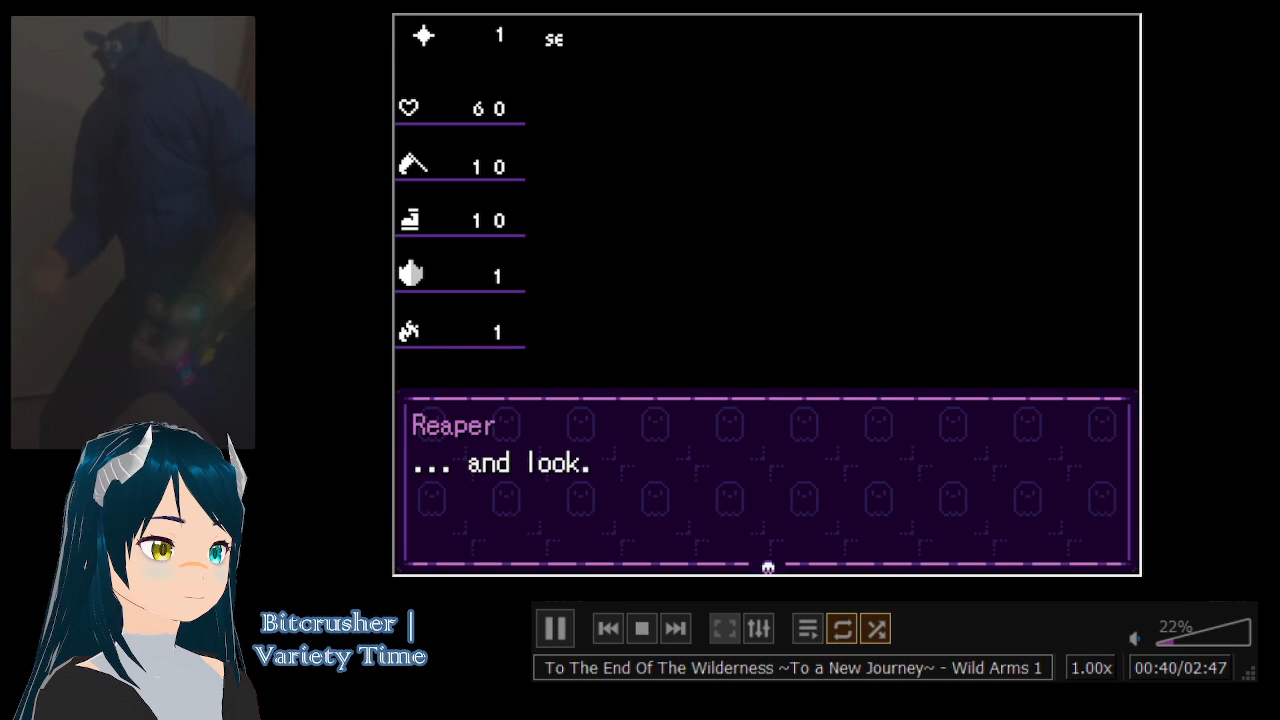 1 SE
60
10
10
1
1
Reaper
... and look.
Bitcrusher |
Variety Time
22%
To The End Of The Wilderness ~To a New Journey~ - Wild Arms 1 1.00x 00:40/02:47